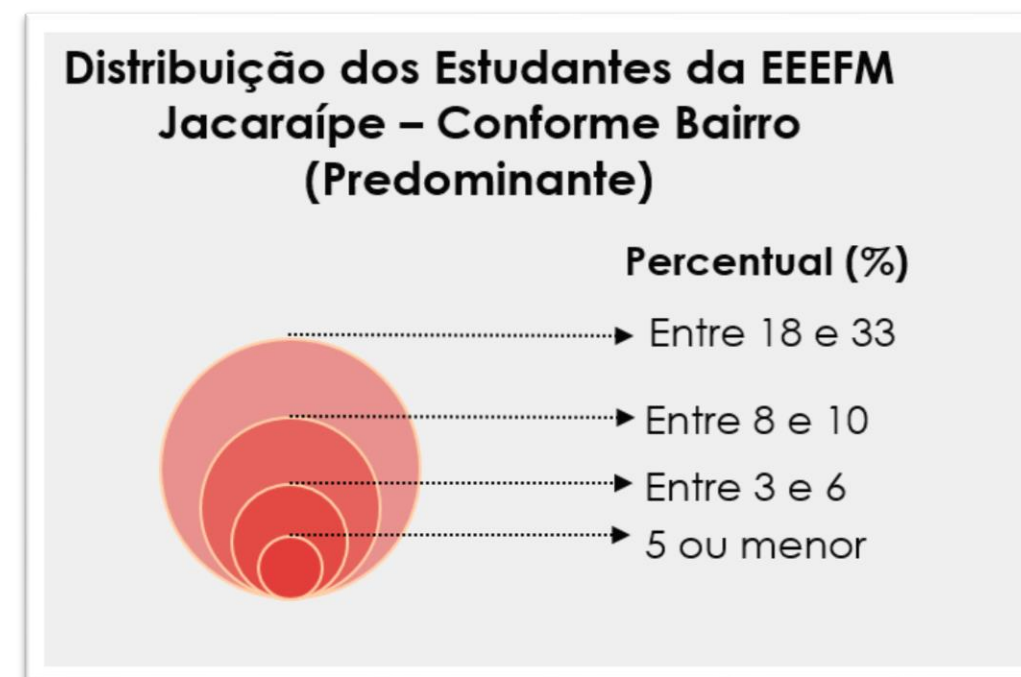 Distribuição dos Estudantes da EEEFM
Jacaraípe – Conforme Bairro
(Predominante)
Percentual (%)
Entre 18 e 33
Entre 8 e 10
Entre 3 e 6
5 ou menor